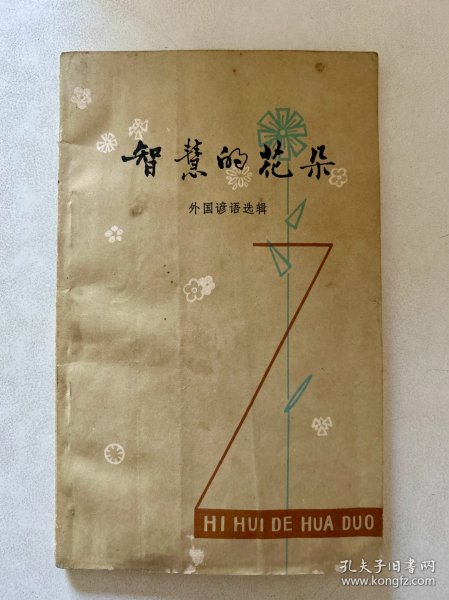 智慧的花朵
外国谚语选辑
Z
HI HUI DE HUA DUO
孔夫子旧书网
www.kongfz.com